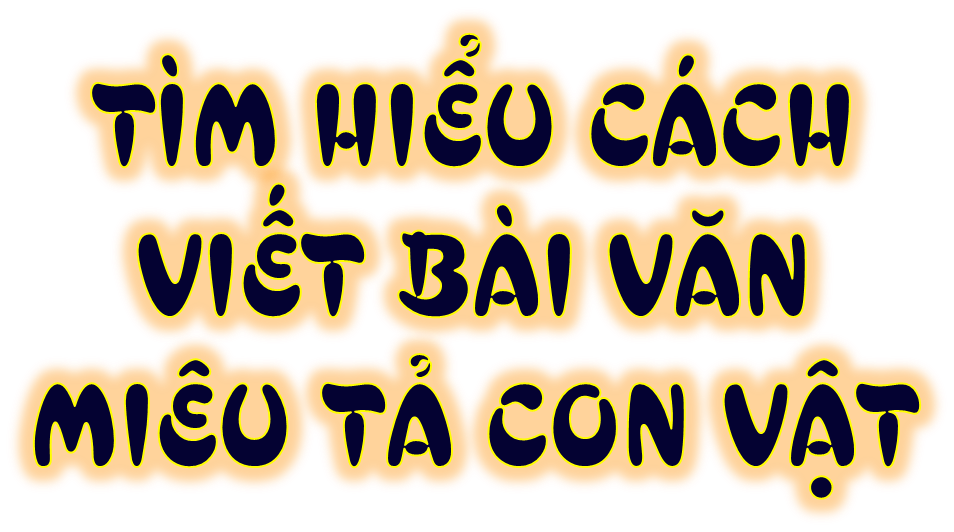 TÌM HIỂU CÁCH
VIẾT BÀI VĂN
MIÊU TẢ CON VẬT